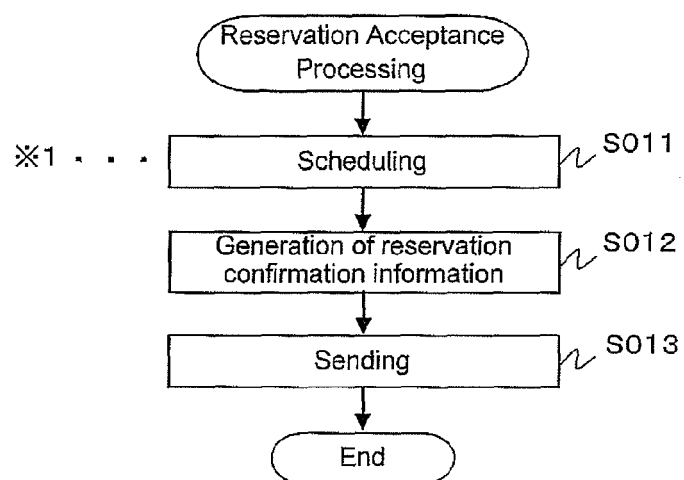 Reservation Acceptance
Processing
※1 ・・・
Scheduling
S011
Generation of reservation
confirmation information
S012
Sending
S013
End